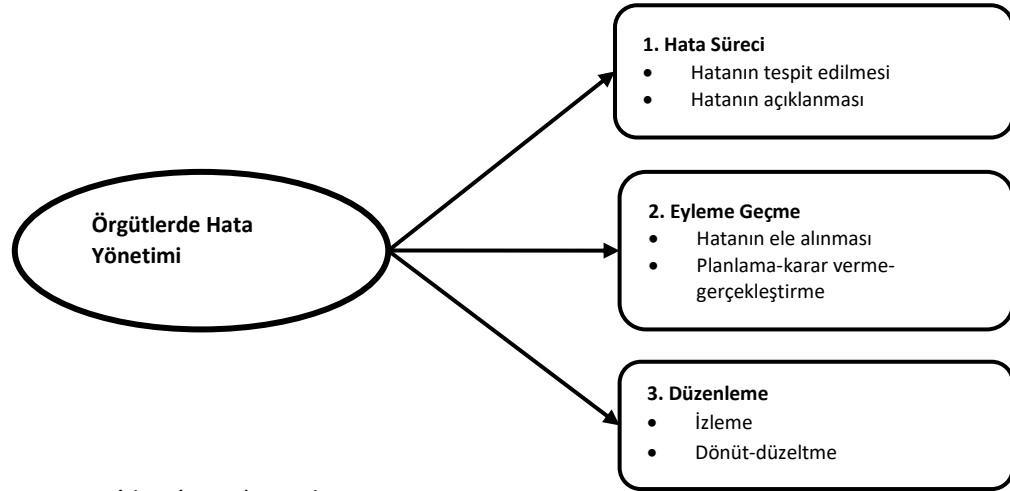 1. Hata Süreci
• Hatanın tespit edilmesi
• Hatanın açıklanması
Örgütlerde Hata
Yönetimi
2. Eyleme Geçme
• Hatanın ele alınması
• Planlama-karar verme-
gerçekleştirme
3. Düzenleme
• İzleme
• Dönüt-düzeltme